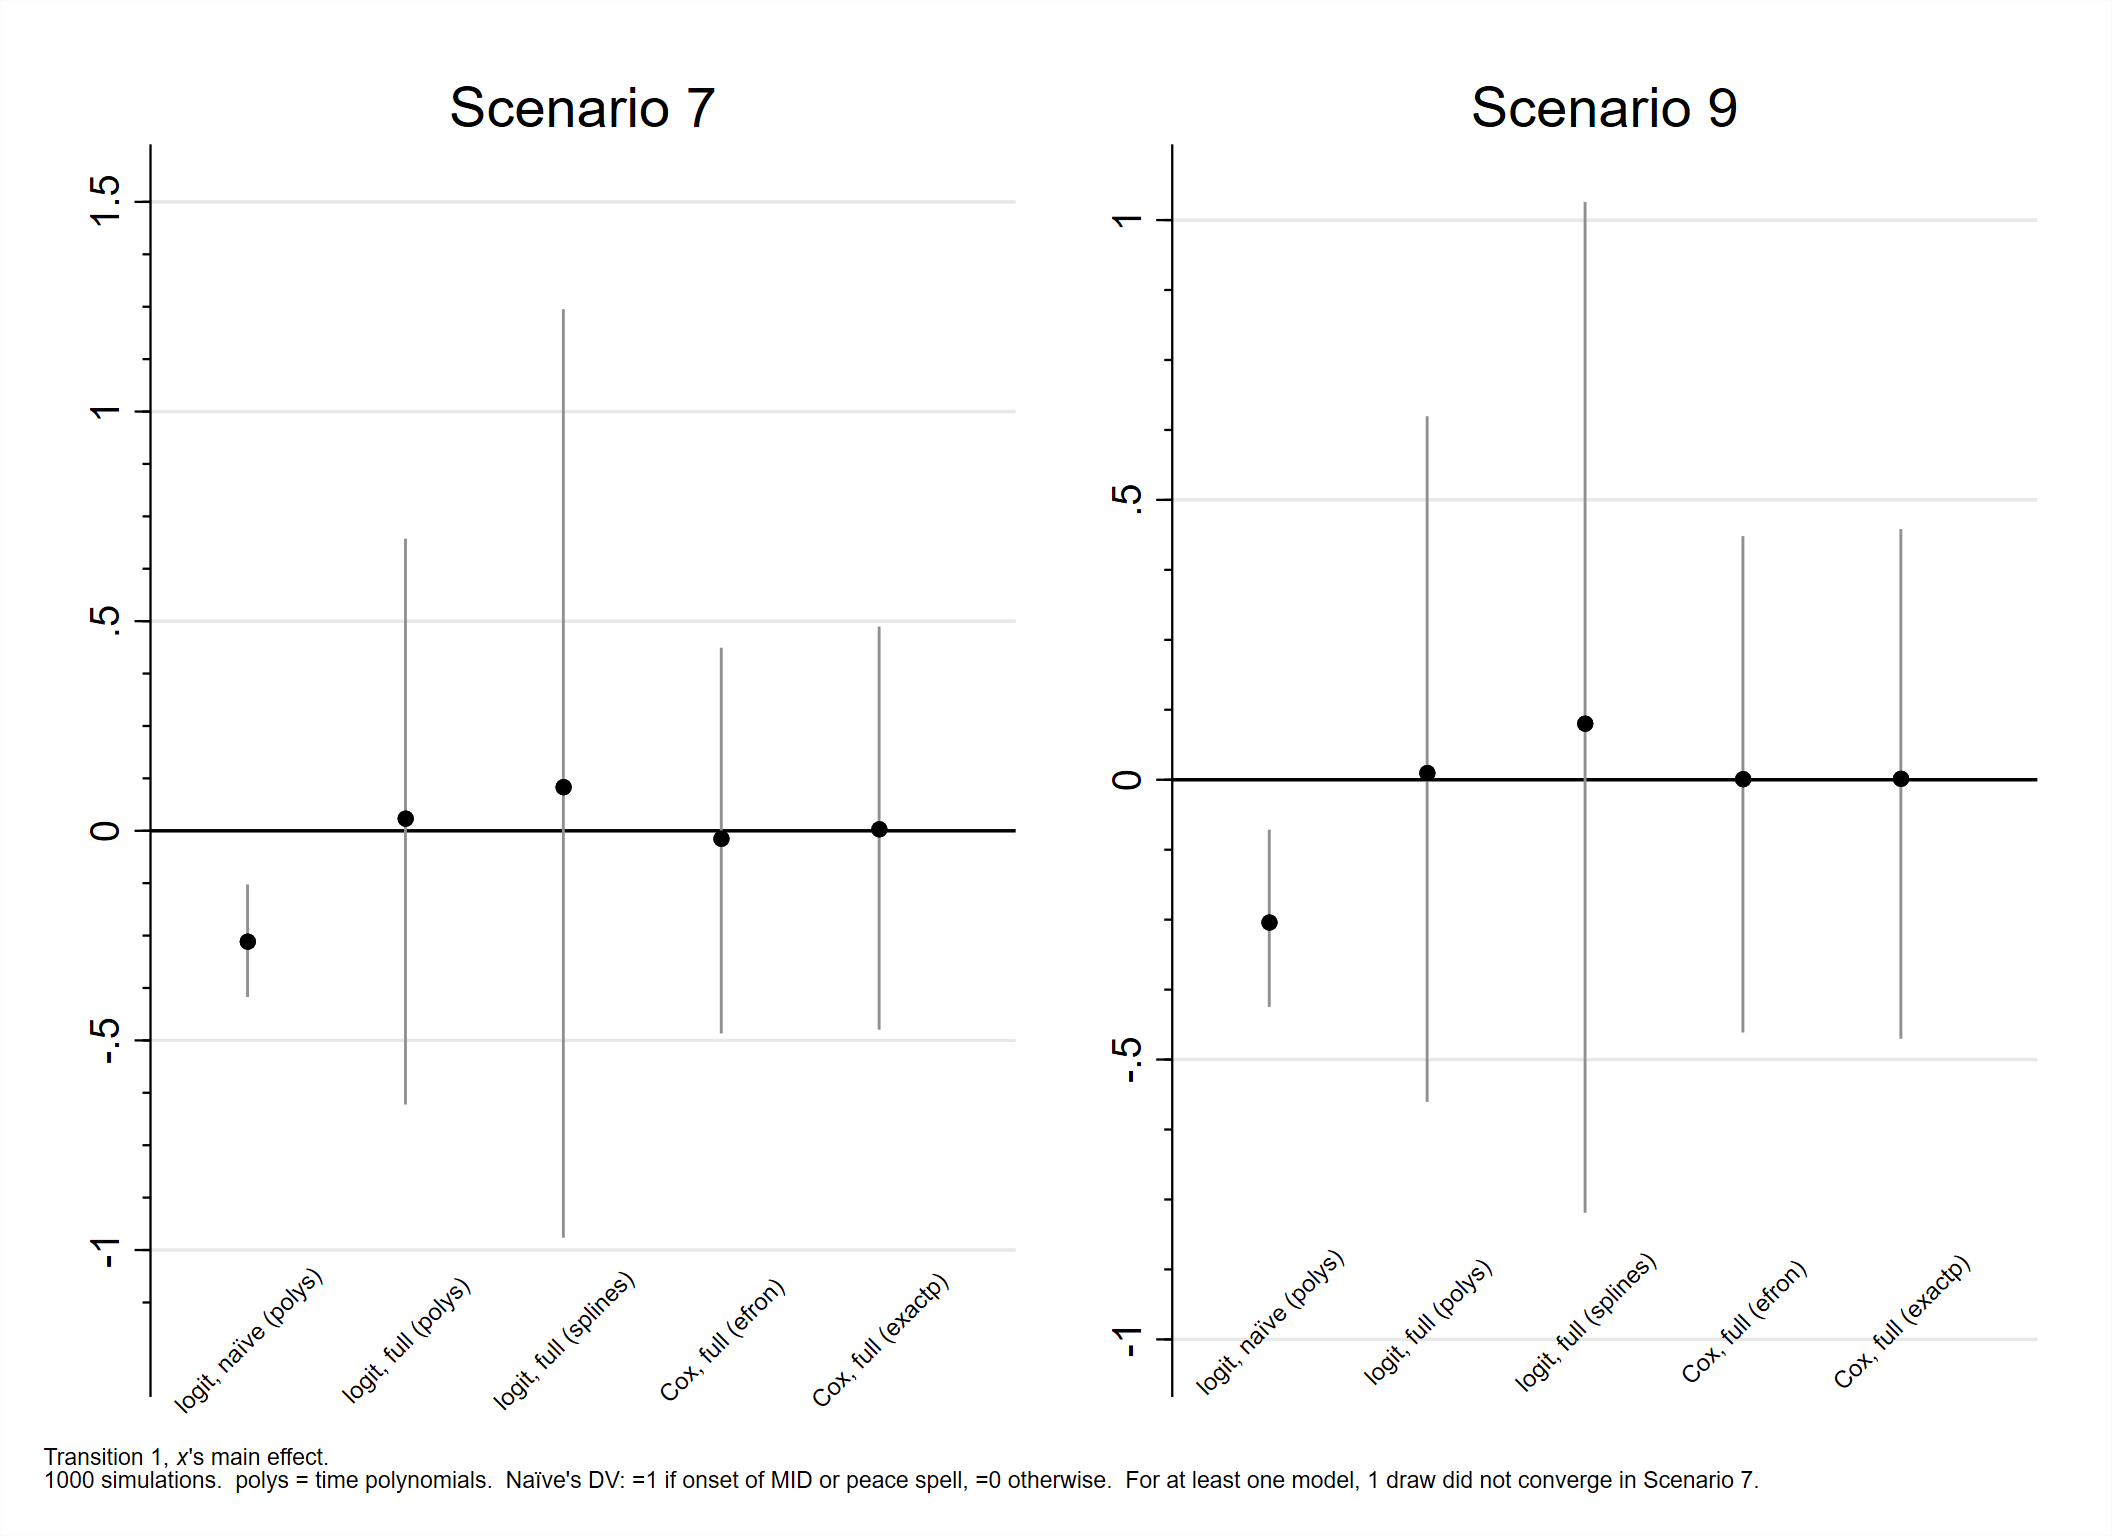 Scenario 7
1.5
1
.5
0
-.5
-1
logit, naïve (polys)
logit, full (polys)
logit, full (splines)
Cox, full (efron)
Cox, full (exactp)
Scenario 9
1
.5
0
-.5
-1
logit, naïve (polys)
logit, full (polys)
logit, full (splines)
Cox, full (efron)
Cox, full (exactp)
Transition 1, x's main effect.
1000 simulations.  polys = time polynomials.  Naïve's DV: =1 if onset of MID or peace spell, =0 otherwise.  For at least one model, 1 draw did not converge in Scenario 7.